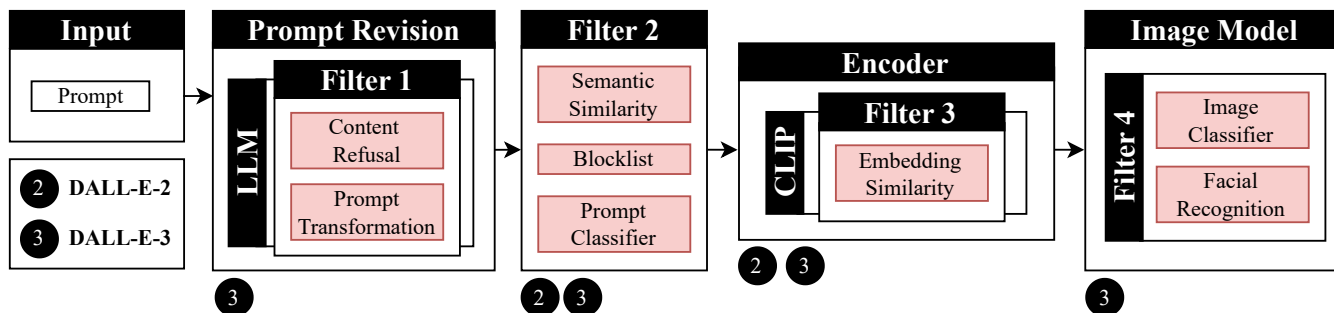 Input
Prompt
2 DALL-E-2
3 DALL-E-3
Prompt Revision
LLM
Filter 1
Content
Refusal
Prompt
Transformation
3
Filter 2
Semantic
Similarity
Blocklist
Prompt
Classifier
2 3
Encoder
CLIP
Filter 3
Embedding
Similarity
2 3
Image Model
Filter 4
Image
Classifier
Facial
Recognition
3